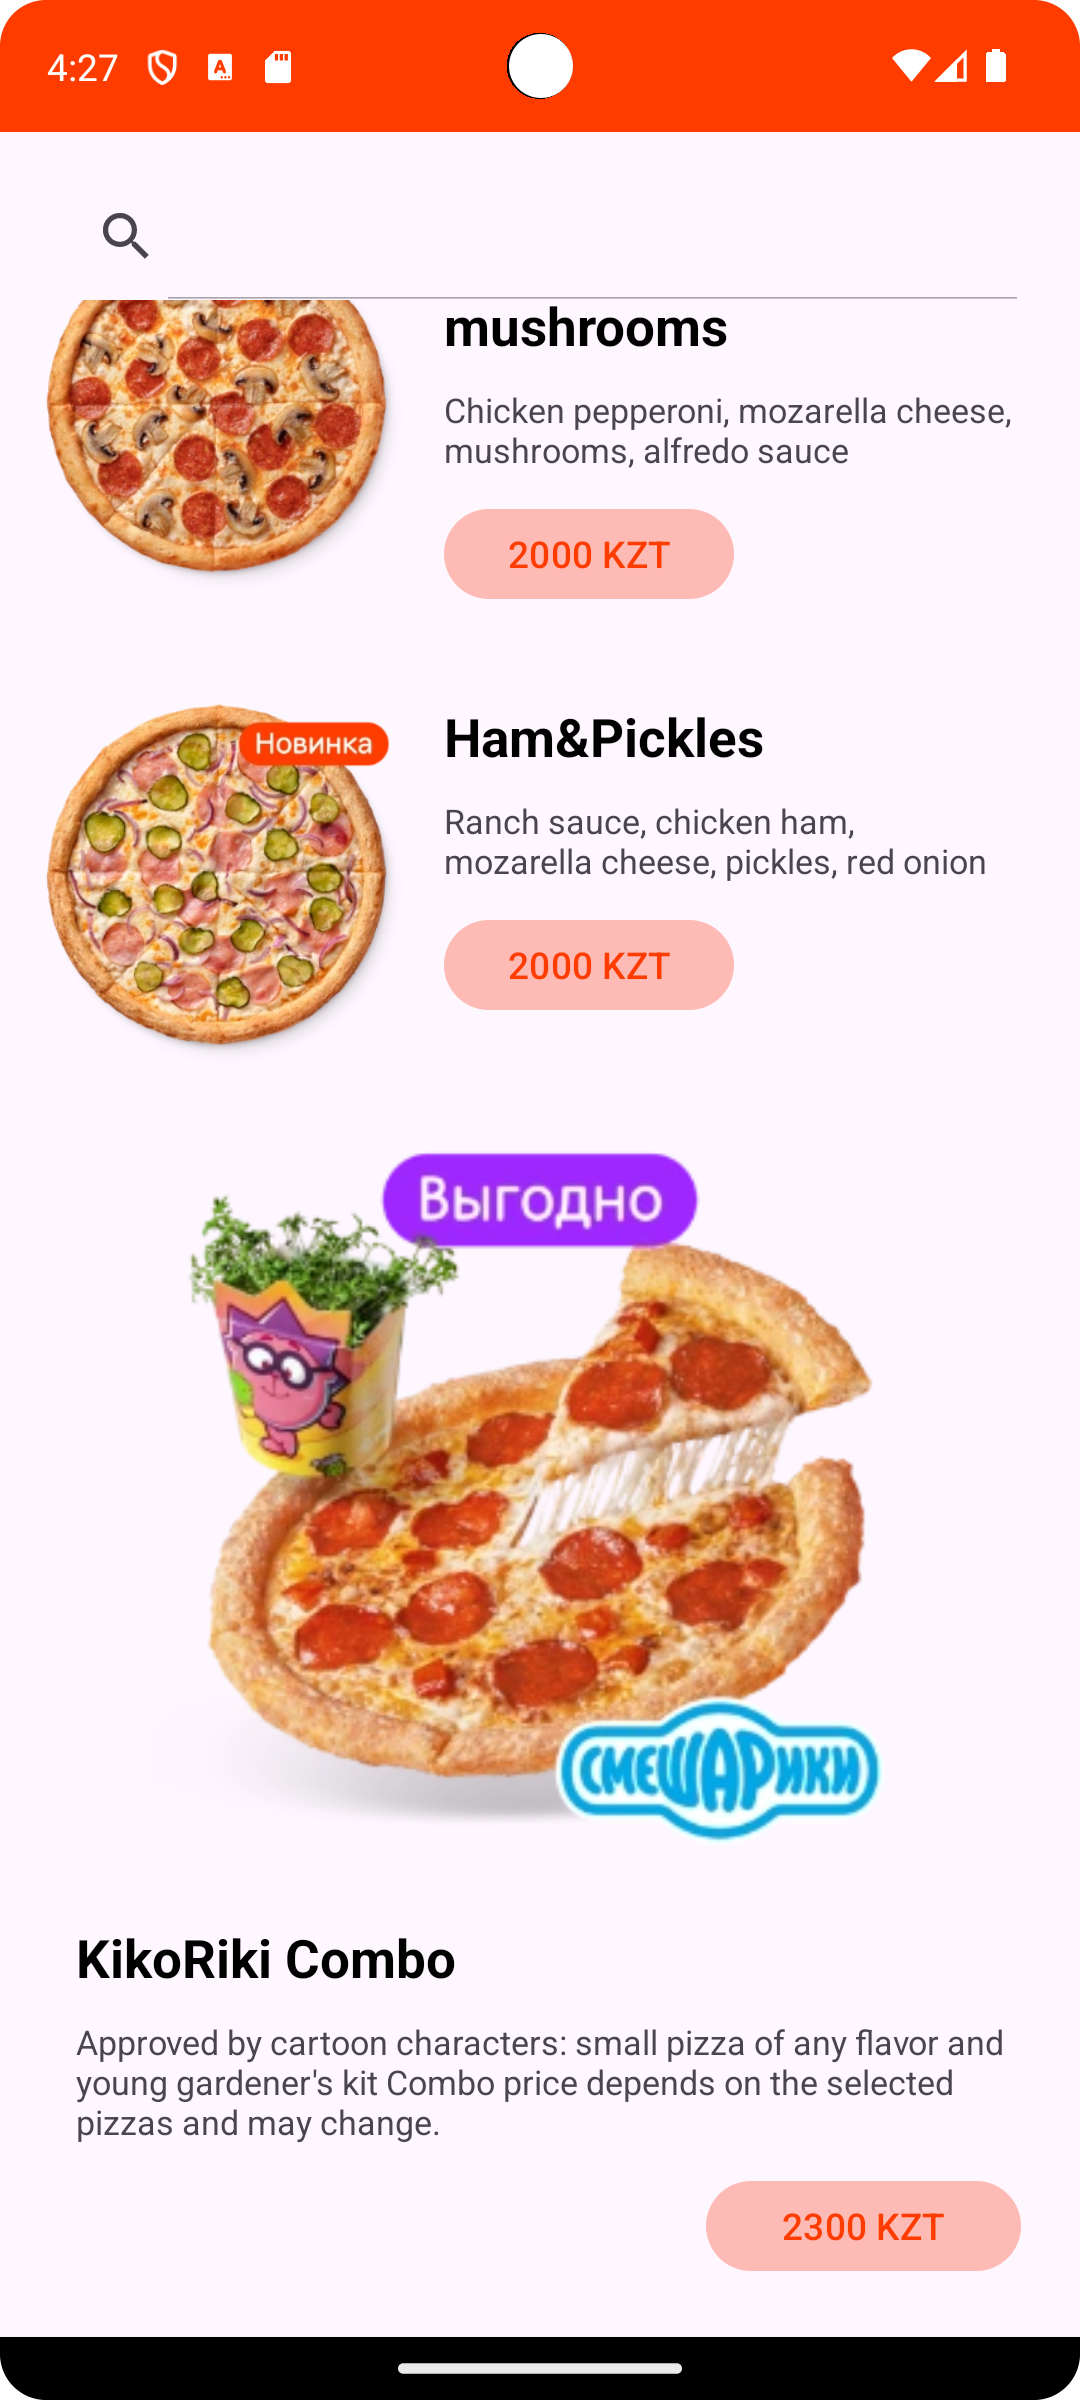 4:27
mushrooms
Chicken pepperoni, mozarella cheese,
mushrooms, alfredo sauce
2000 KZT
Новинка
Ham&Pickles
Ranch sauce, chicken ham,
mozarella cheese, pickles, red onion
2000 KZT
Выгодно
СМЕШАРИКИ
KikoRiki Combo
Approved by cartoon characters: small pizza of any flavor and
young gardener's kit Combo price depends on the selected
pizzas and may change.
2300 KZT